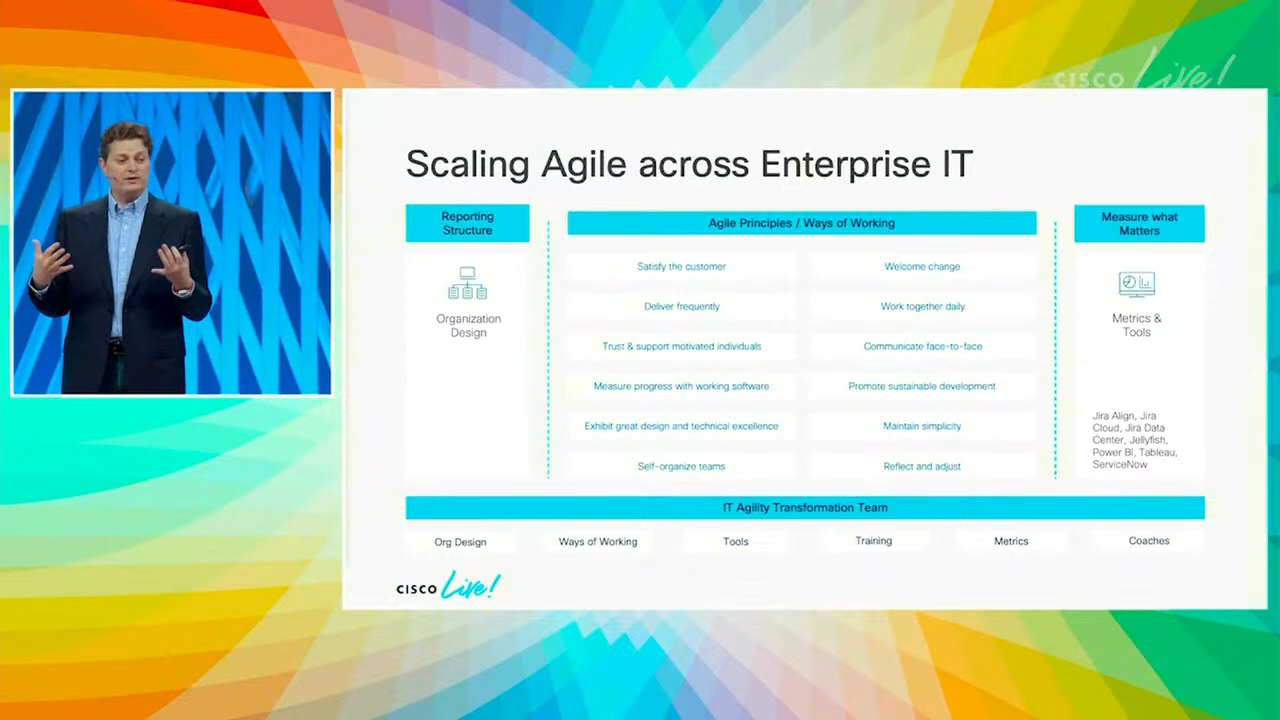 CISCO Live!
Scaling Agile across Enterprise IT
Reporting
Structure
Organization
Design
Agile Principles / Ways of Working
Satisfy the customer
Welcome change
Deliver frequently
Work together daily
Trust & support motivated individuals
Communicate face-to-face
Measure progress with working software
Promote sustainable development
Exhibit great design and technical excellence
Maintain simplicity
Self-organize teams
Reflect and adjust
Measure what
Matters
Metrics &
Tools
Jira Align, Jira
Cloud, Jira Data
Center, Jellyfish,
Power BI, Tableau,
ServiceNow
IT Agility Transformation Team
Org Design
Ways of Working
Tools
Training
Metrics
Coaches
CISCO Live!